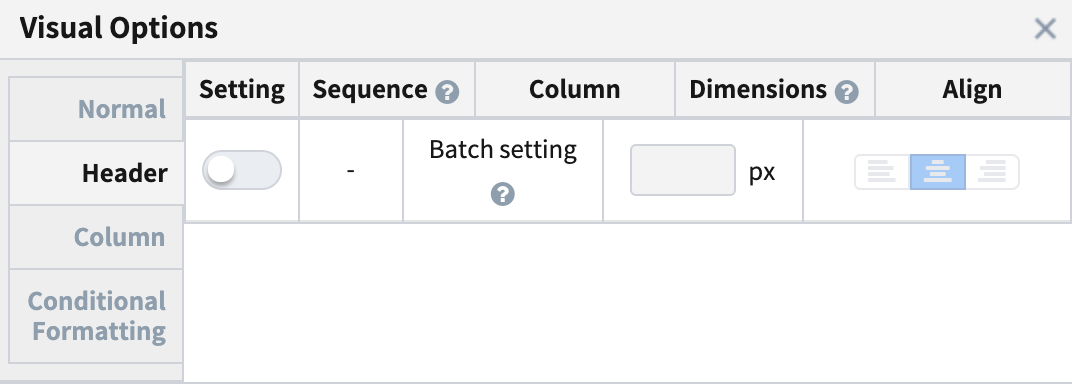 Visual Options
Normal
Header
Column
Conditional
Formatting
Setting Sequence ? Column Dimensions ? Align
- Batch setting px
?